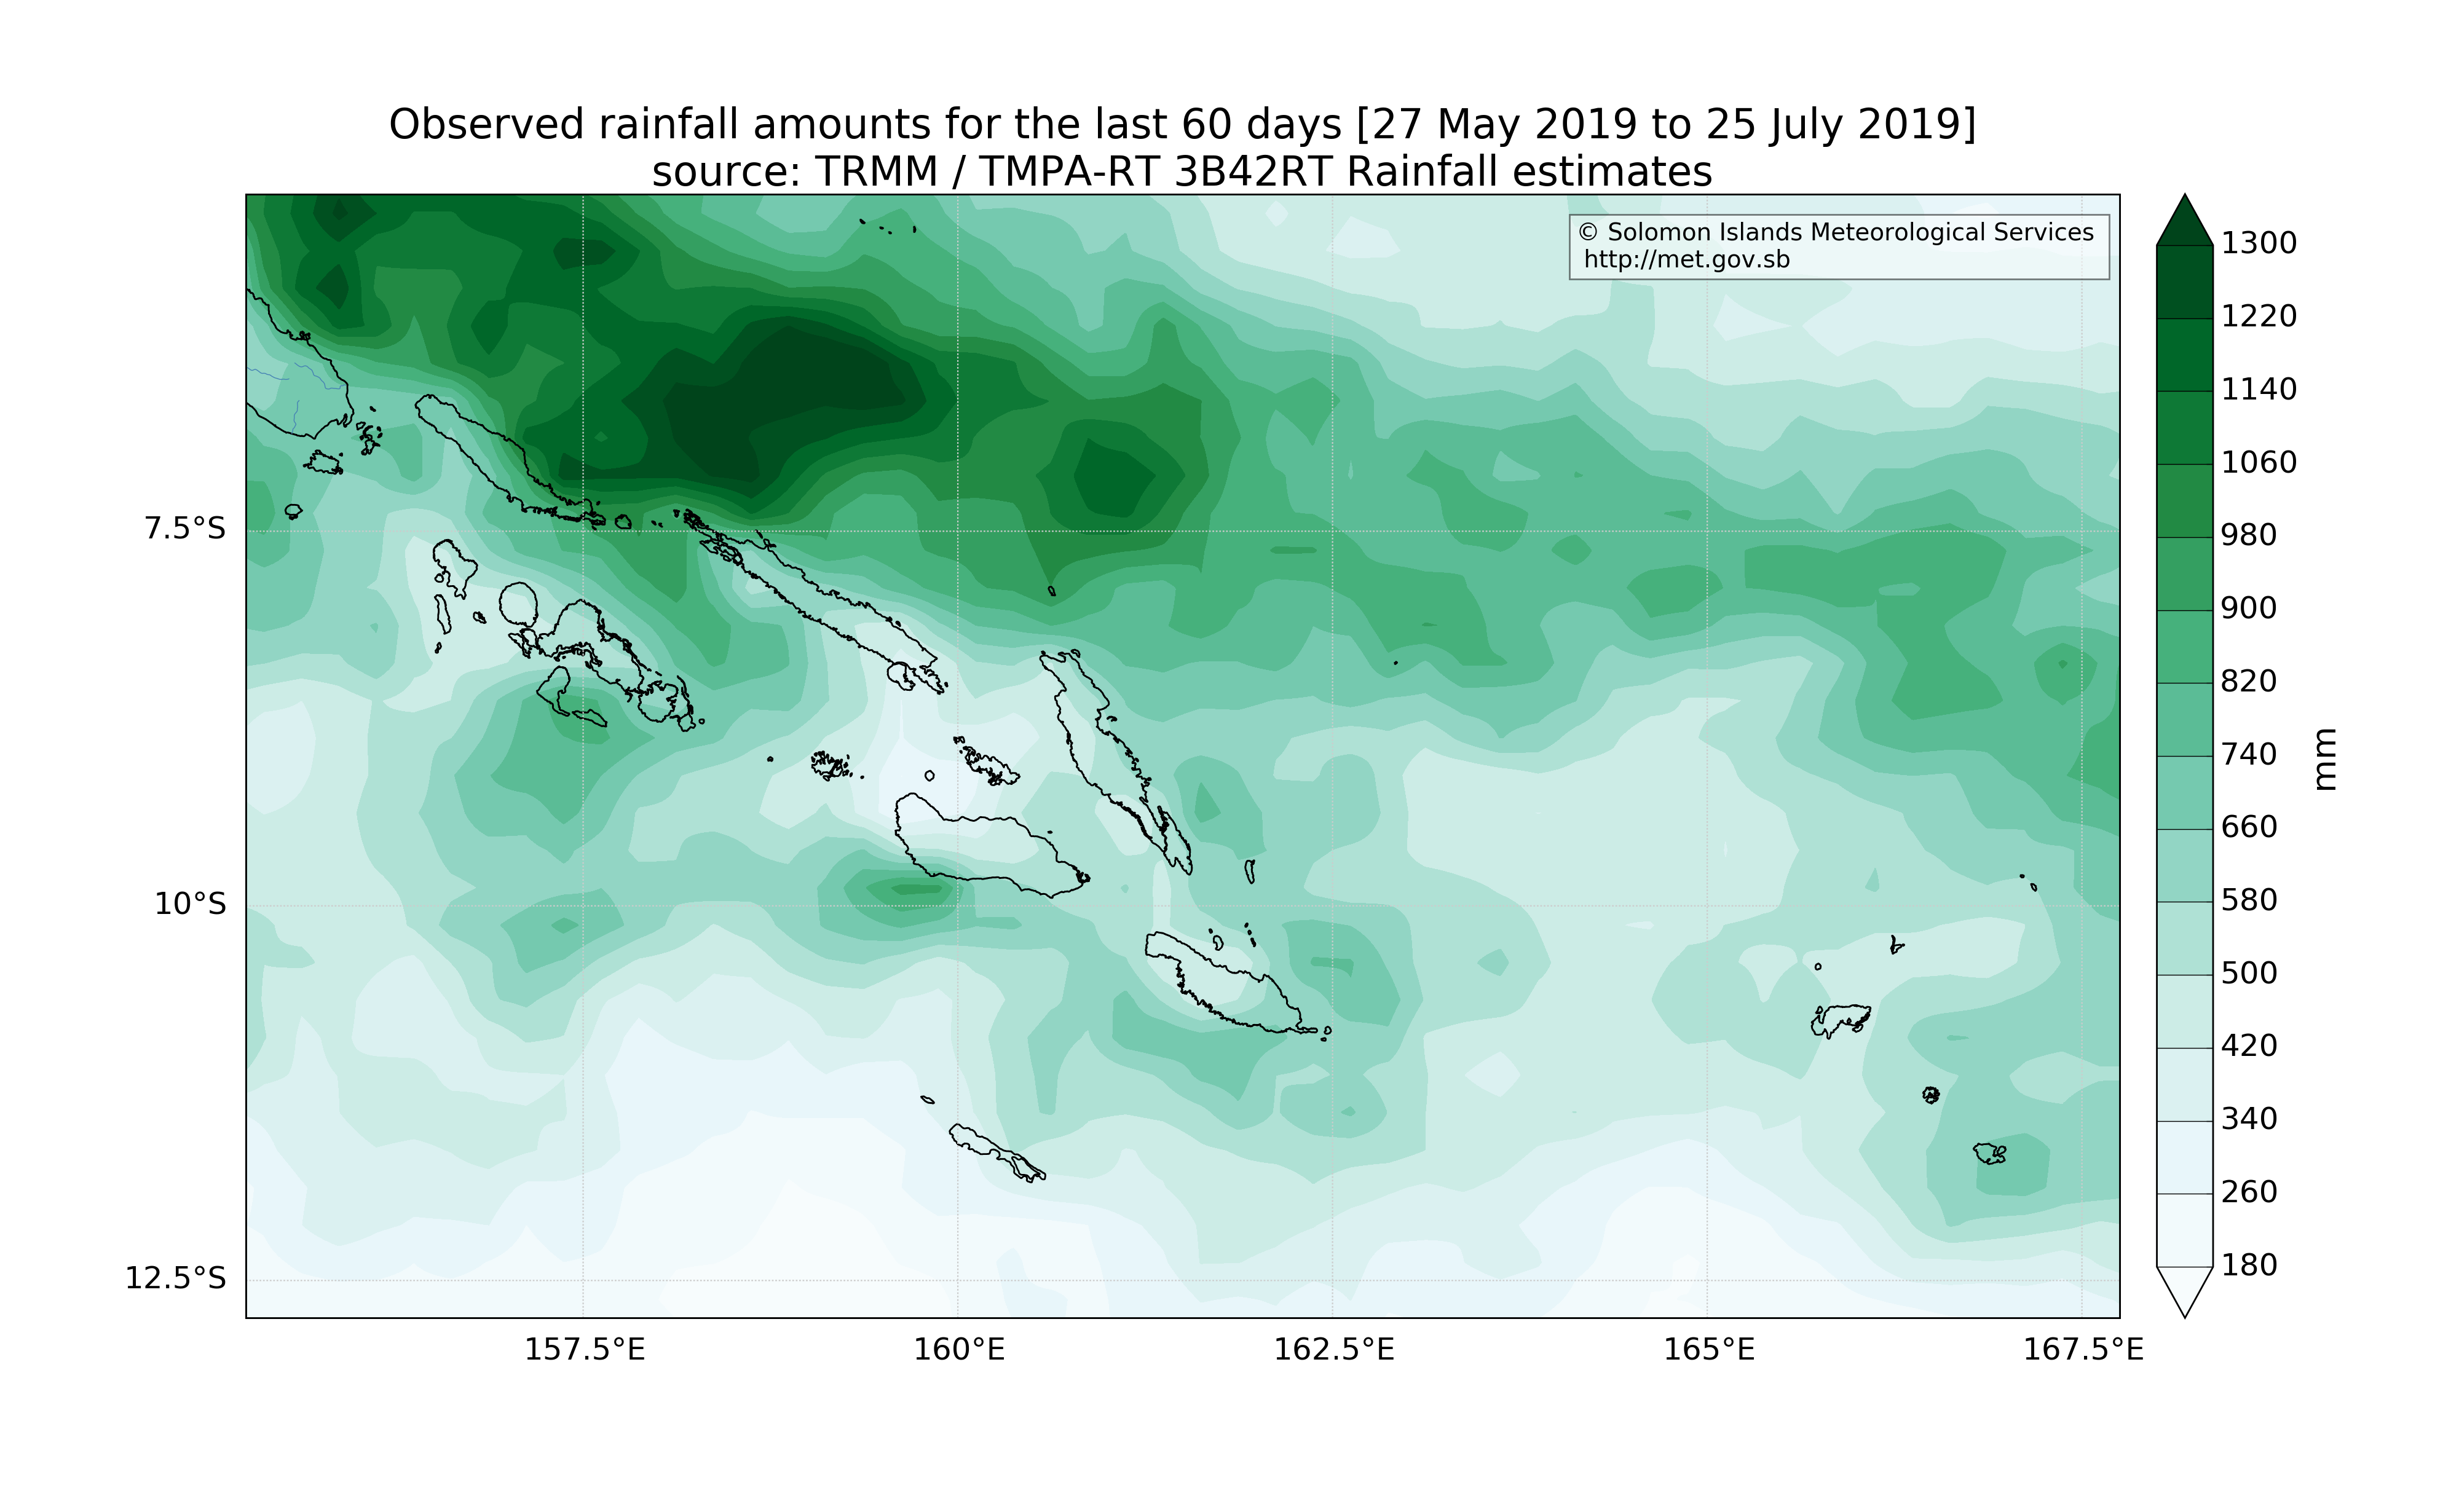 Observed rainfall amounts for the last 60 days [27 May 2019 to 25 July 2019]
source: TRMM / TMPA-RT 3B42RT Rainfall estimates
© Solomon Islands Meteorological Services
http://met.gov.sb
7.5°S
10°S
12.5°S
157.5°E
160°E
162.5°E
165°E
167.5°E
1300
1220
1140
1060
980
900
820
740
660
580
500
420
340
260
180
mm